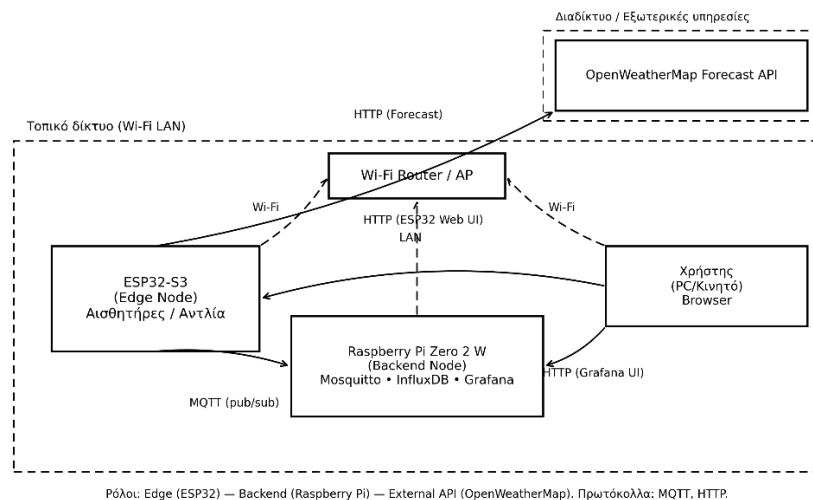 Διαδίκτυο / Εξωτερικές υπηρεσίες
OpenWeatherMap Forecast API
HTTP (Forecast)
Τοπικό δίκτυο (Wi-Fi LAN)
Wi-Fi Router / AP
Wi-Fi
HTTP (ESP32 Web UI)
Wi-Fi
LAN
ESP32-S3
(Edge Node)
Αισθητήρες / Αντλία
Χρήστης
(PC/Κινητό)
Browser
Raspberry Pi Zero 2 W
(Backend Node)
Mosquitto • InfluxDB • Grafana
HTTP (Grafana UI)
MQTT (pub/sub)
Ρόλοι: Edge (ESP32) — Backend (Raspberry Pi) — External API (OpenWeatherMap). Πρωτόκολλα: MQTT, HTTP.